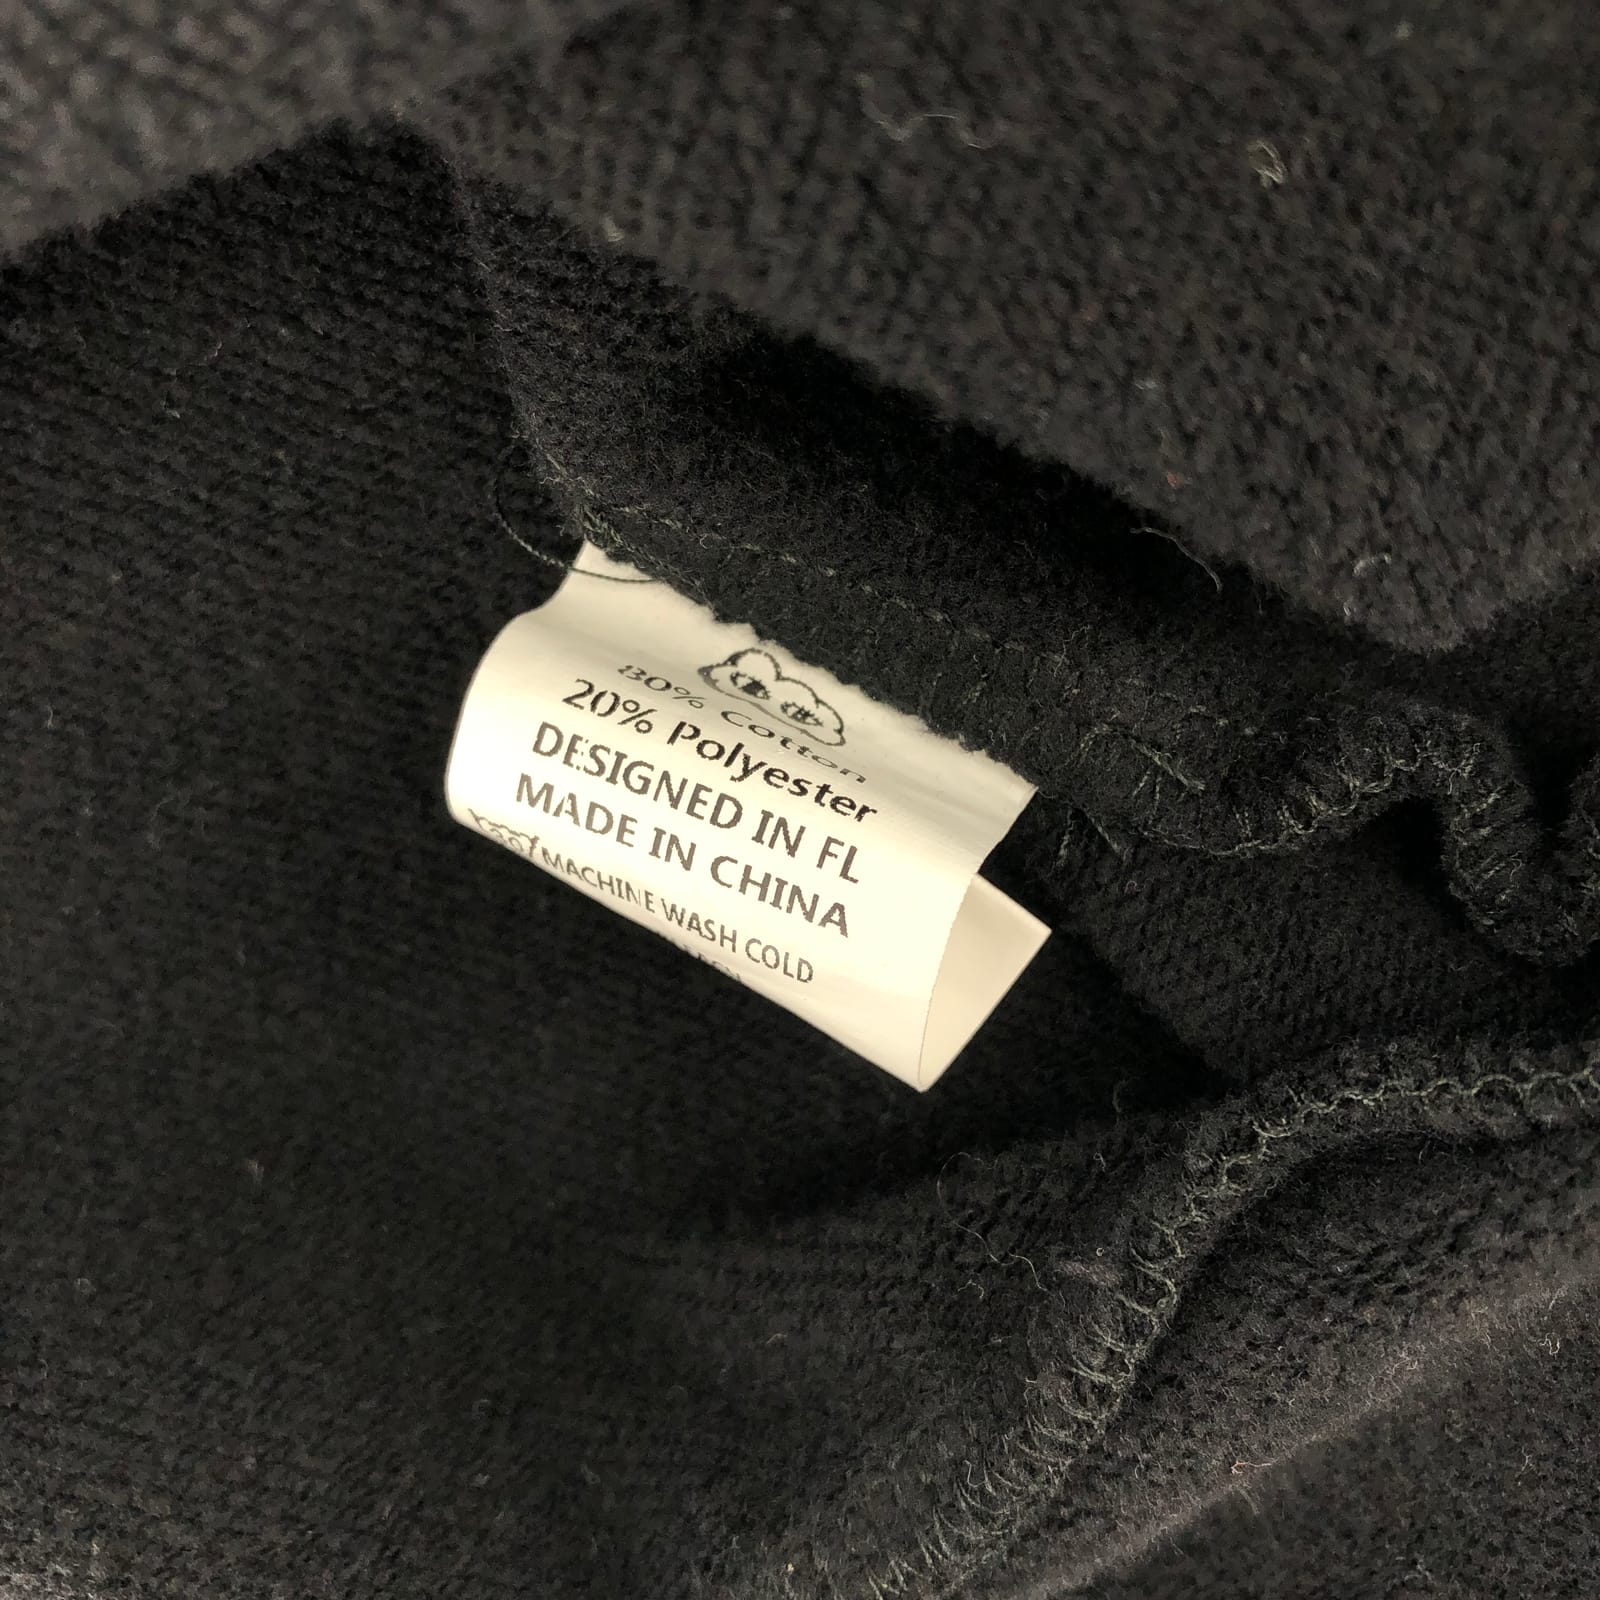 80% Cotton
20% Polyester
DESIGNED IN FL
MADE IN CHINA
MACHINE WASH COLD